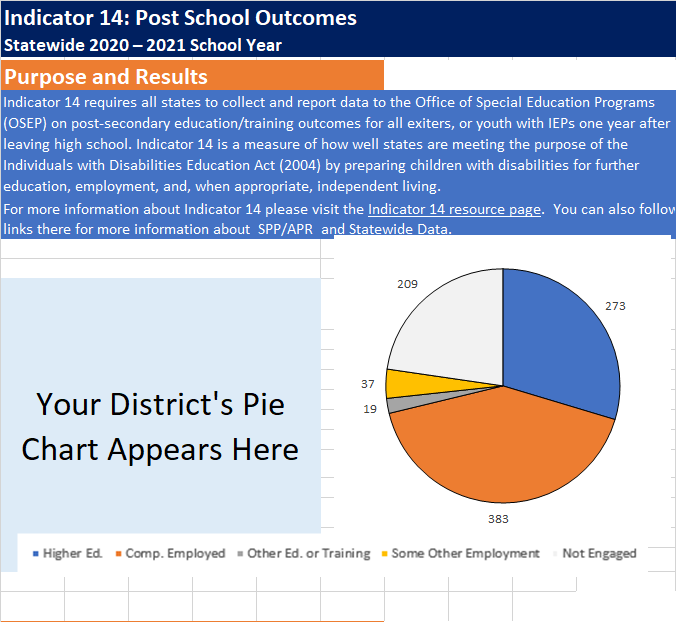 Indicator 14: Post School Outcomes
Statewide 2020 – 2021 School Year
Purpose and Results
Indicator 14 requires all states to collect and report data to the Office of Special Education Programs
(OSEP) on post-secondary education/training outcomes for all exiters, or youth with IEPs one year after
leaving high school. Indicator 14 is a measure of how well states are meeting the purpose of the
Individuals with Disabilities Education Act (2004) by preparing children with disabilities for further
education, employment, and, when appropriate, independent living.
For more information about Indicator 14 please visit the Indicator 14 resource page.  You can also follow
links there for more information about  SPP/APR  and Statewide Data.
209
273
37
19
383
Your District's Pie
Chart Appears Here
Higher Ed. Comp. Employed Other Ed. or Training Some Other Employment Not Engaged